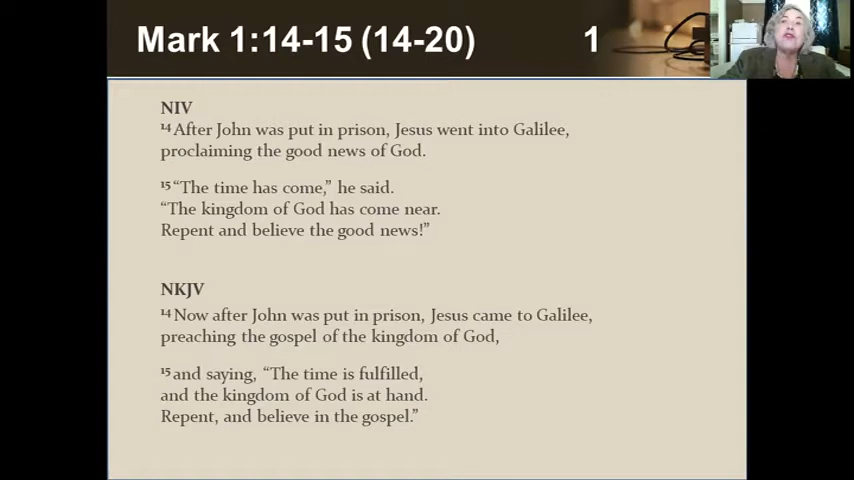 Mark 1:14-15 (14-20) 1
NIV
14 After John was put in prison, Jesus went into Galilee,
proclaiming the good news of God.
15 “The time has come,” he said.
“The kingdom of God has come near.
Repent and believe the good news!”
NKJV
14 Now after John was put in prison, Jesus came to Galilee,
preaching the gospel of the kingdom of God,
15 and saying, “The time is fulfilled,
and the kingdom of God is at hand.
Repent, and believe in the gospel.”